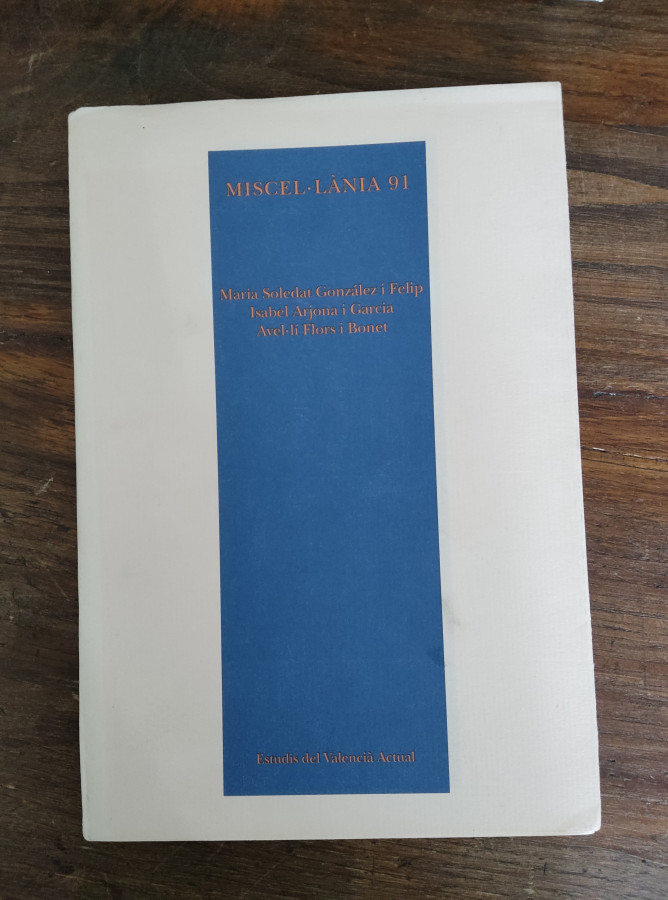 MISCEL·LÀNIA 91
Maria Soledat González i Felip
Isabel Arjona i Garcia
Avel·lí Flors i Bonet
Estudis del Valencià Actual